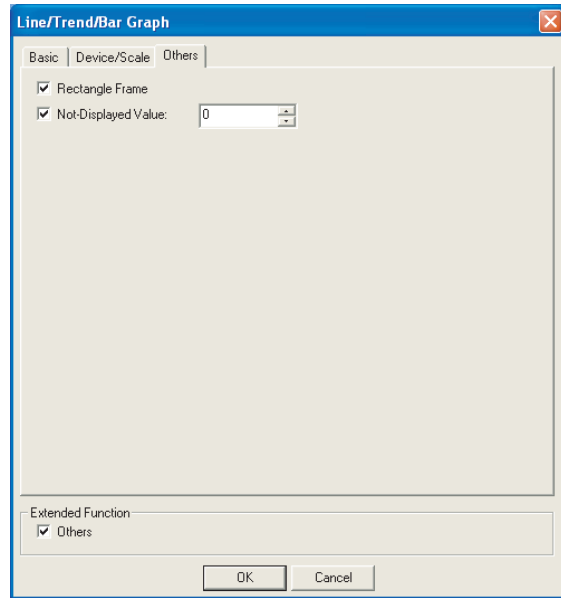 Line/Trend/Bar Graph
Basic Device/Scale Others
Rectangle Frame
Not-Displayed Value: 0
Extended Function
Others
OK Cancel